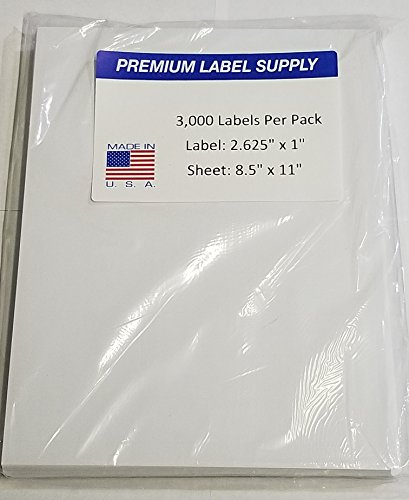 PREMIUM LABEL SUPPLY
3,000 Labels Per Pack
Label: 2.625" x 1"
Sheet: 8.5" x 11"
MADE IN
U. S. A.